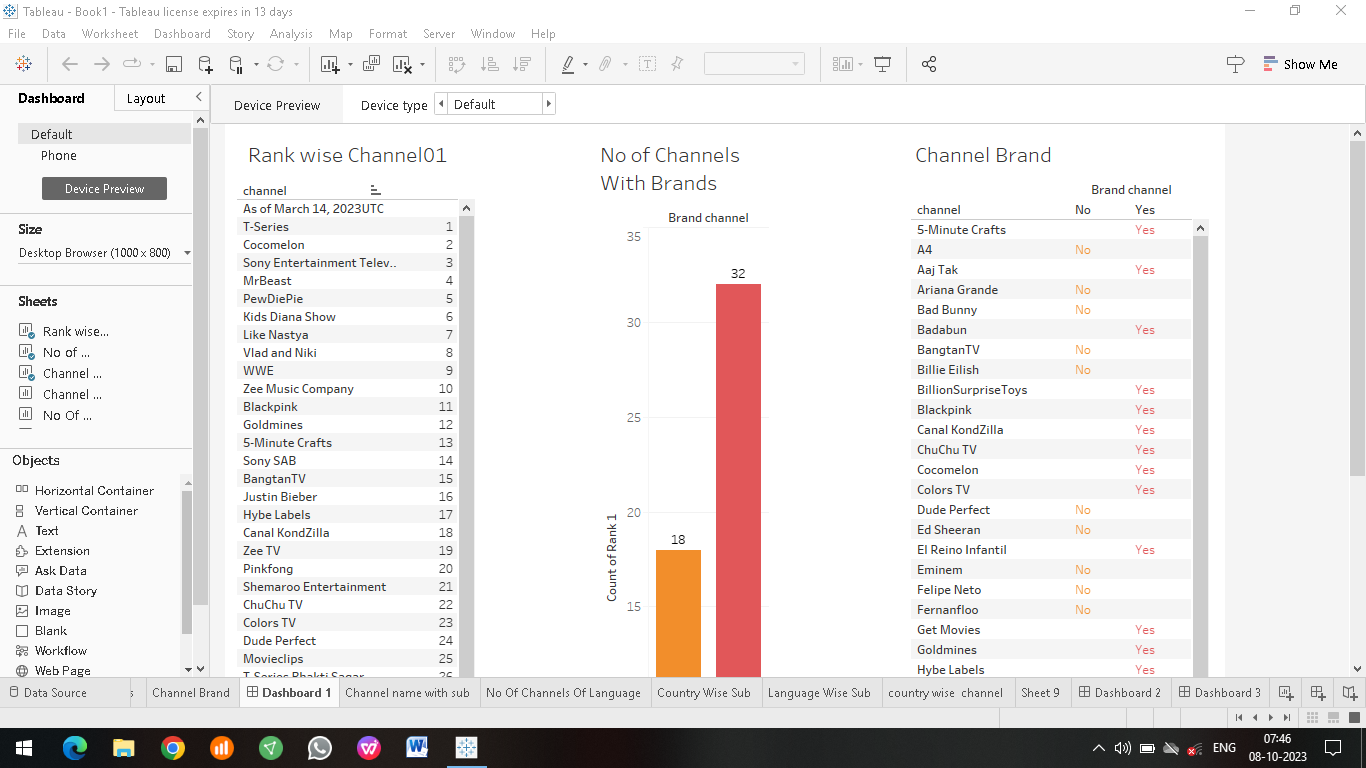 Tableau - Book1 - Tableau license expires in 13 days
File Data Worksheet Dashboard Story Analysis Map Format Server Window Help
Show Me
Dashboard Layout
Default
Phone
Device Preview
Size
Desktop Browser (1000 x 800)
Sheets
Rank wise...
No of ...
Channel ...
Channel ...
No Of ...
Objects
Horizontal Container
Vertical Container
Text
Extension
Ask Data
Data Story
Image
Blank
Workflow
Web Page
Device Preview Device type Default
Rank wise Channel01
channel
As of March 14, 2023UTC
T-Series 1
Cocomelon 2
Sony Entertainment Telev.. 3
MrBeast 4
PewDiePie 5
Kids Diana Show 6
Like Nastya 7
Vlad and Niki 8
WWE 9
Zee Music Company 10
Blackpink 11
Goldmines 12
5-Minute Crafts 13
Sony SAB 14
BangtanTV 15
Justin Bieber 16
Hybe Labels 17
Canal KondZilla 18
Zee TV 19
Pinkfong 20
Shemaroo Entertainment 21
ChuChu TV 22
Colors TV 23
Dude Perfect 24
Movieclips 25
T-Series Bhakti Sagar 26
No of Channels
With Brands
Brand channel
35
32
30
25
20
18
15
Count of Rank 1
Channel Brand
Brand channel
channel No Yes
5-Minute Crafts Yes
A4 No
Aaj Tak Yes
Ariana Grande No
Bad Bunny No
Badabun Yes
BangtanTV No
Billie Eilish No
BillionSurpriseToys Yes
Blackpink Yes
Canal KondZilla Yes
ChuChu TV Yes
Cocomelon Yes
Colors TV Yes
Dude Perfect No
Ed Sheeran No
El Reino Infantil Yes
Eminem No
Felipe Neto No
Fernanfloo No
Get Movies Yes
Goldmines Yes
Hybe Labels Yes
Data Source s Channel Brand Dashboard 1 Channel name with sub No Of Channels Of Language Country Wise Sub Language Wise Sub country wise channel Sheet 9 Dashboard 2 Dashboard 3
ENG
07:46
08-10-2023